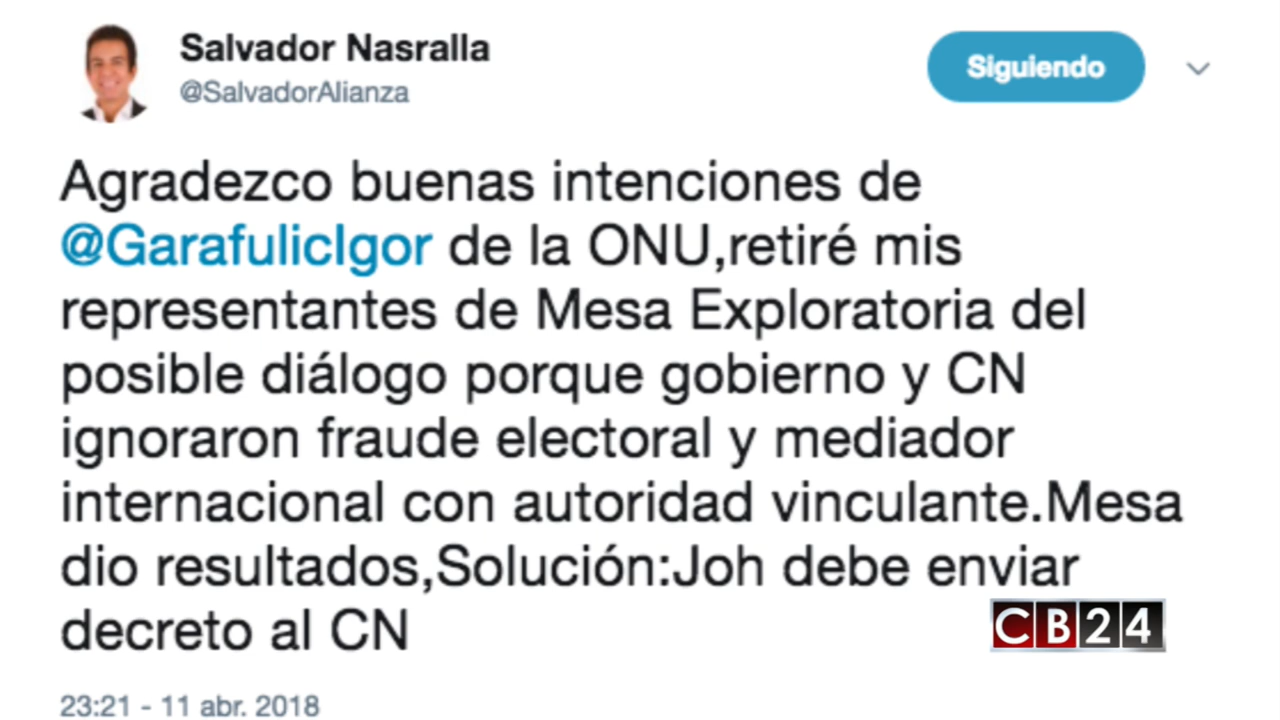 Salvador Nasralla
@SalvadorAlianza
Siguiendo
Agradezco buenas intenciones de
@GarafulicIgor de la ONU,retiré mis
representantes de Mesa Exploratoria del
posible diálogo porque gobierno y CN
ignoraron fraude electoral y mediador
internacional con autoridad vinculante.Mesa
dio resultados,Solución:Joh debe enviar
decreto al CN
CB24
23:21 - 11 abr. 2018